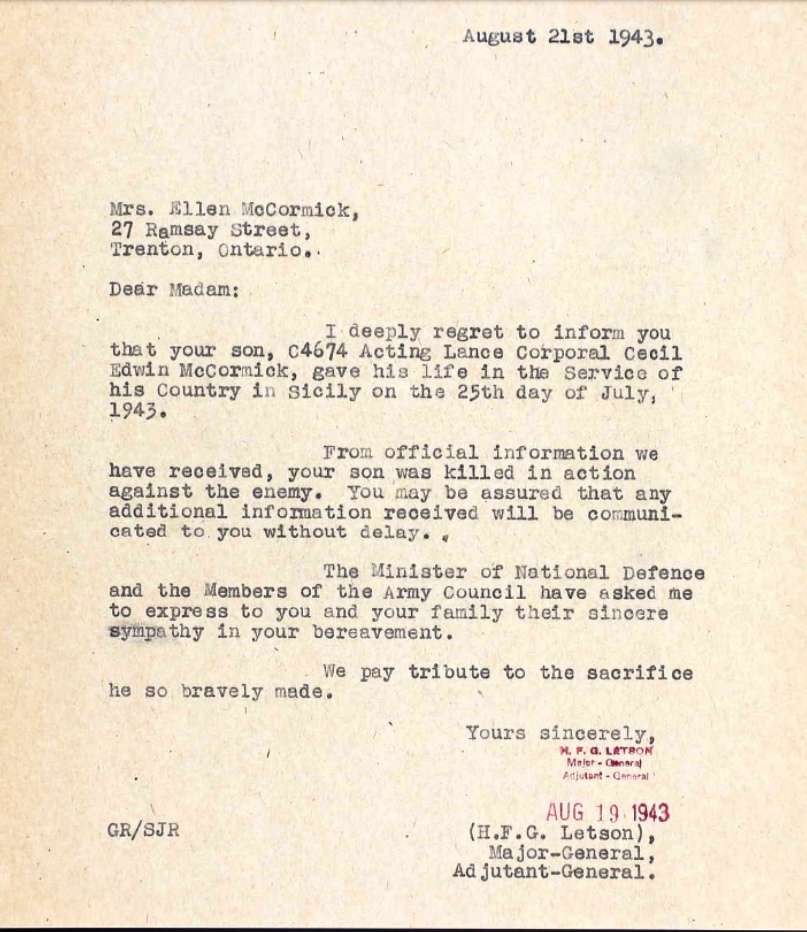 August 21st 1943.
Mrs. Ellen McCormick,
27 Ramsay Street,
Trenton, Ontario.
Dear Madam:
I deeply regret to inform you
that your son, C4674 Acting Lance Corporal Cecil
Edwin McCormick, gave his life in the Service of
his Country in Sicily on the 25th day of July,
1943.
From official information we
have received, your son was killed in action
against the enemy. You may be assured that any
additional information received will be communi-
cated to you without delay.
The Minister of National Defence
and the Members of the Army Council have asked me
to express to you and your family their sincere
sympathy in your bereavement.
We pay tribute to the sacrifice
he so bravely made.
Yours sincerely,
H. F. G. LETSON
Major - General
Adjutant - General
AUG 19 1943
GR/SJR
(H.F.G. Letson),
Major-General,
Adjutant-General.